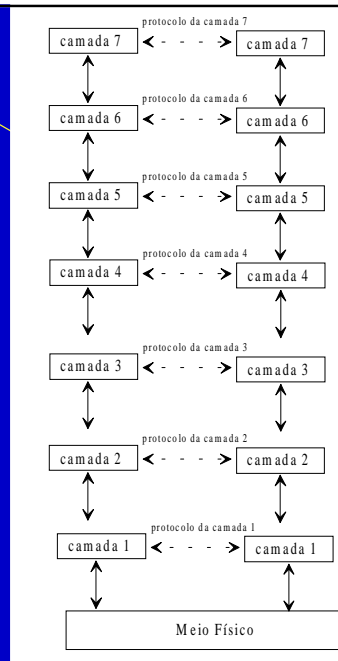 protocolo da camada 7
camada 7 camada 7
protocolo da camada 6
camada 6 camada 6
protocolo da camada 5
camada 5 camada 5
protocolo da camada 4
camada 4 camada 4
protocolo da camada 3
camada 3 camada 3
protocolo da camada 2
camada 2 camada 2
protocolo da camada 1
camada 1 camada 1
Meio Físico